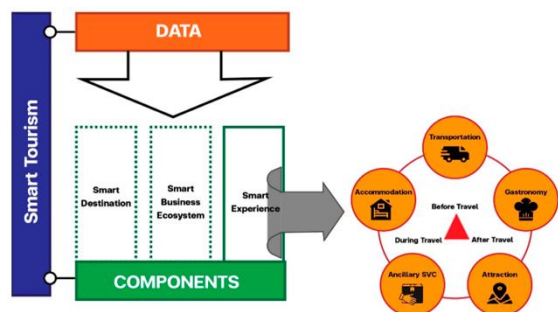 Smart Tourism
DATA
Smart
Destination
Smart
Business
Ecosystem
Smart
Experience
COMPONENTS
Transportation
Accommodation
Gastronomy
Before Travel
During Travel
After Travel
Ancillary SVC
Attraction